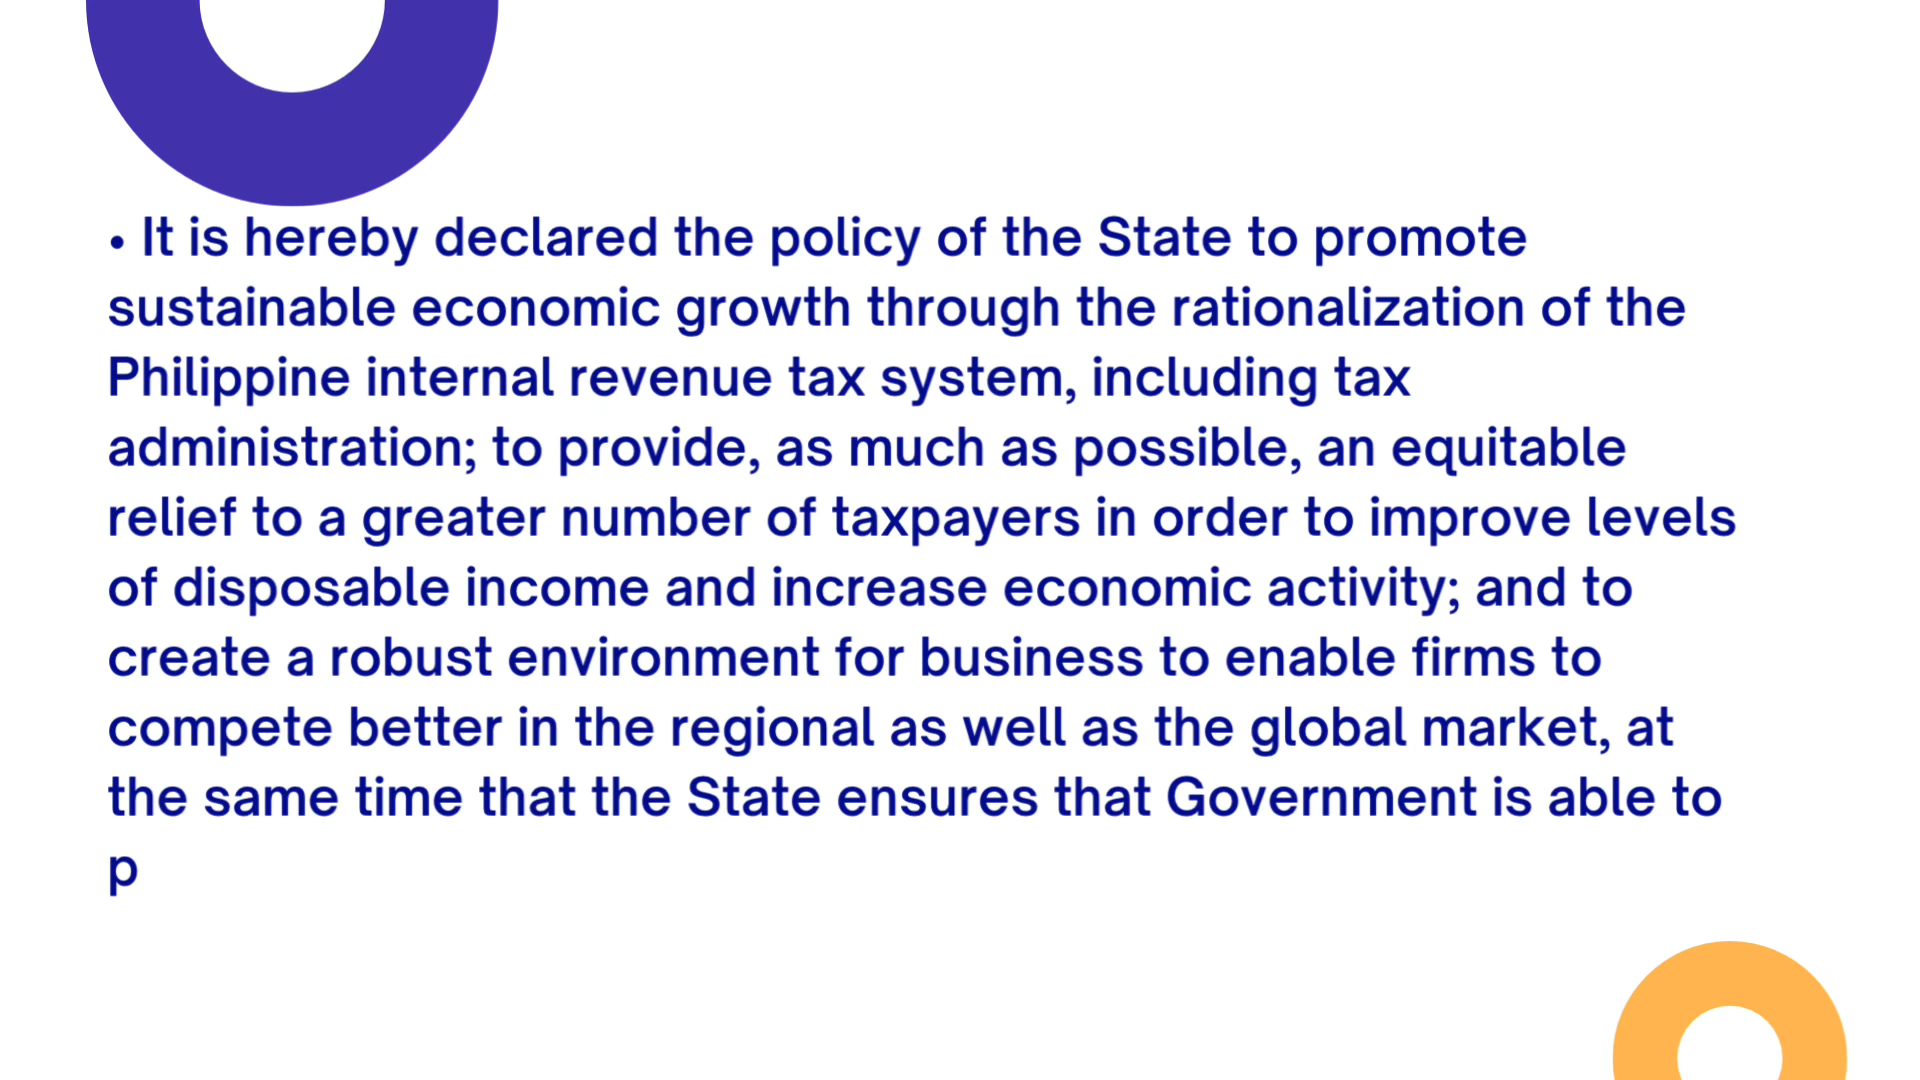 • It is hereby declared the policy of the State to promote
sustainable economic growth through the rationalization of the
Philippine internal revenue tax system, including tax
administration; to provide, as much as possible, an equitable
relief to a greater number of taxpayers in order to improve levels
of disposable income and increase economic activity; and to
create a robust environment for business to enable firms to
compete better in the regional as well as the global market, at
the same time that the State ensures that Government is able to
p